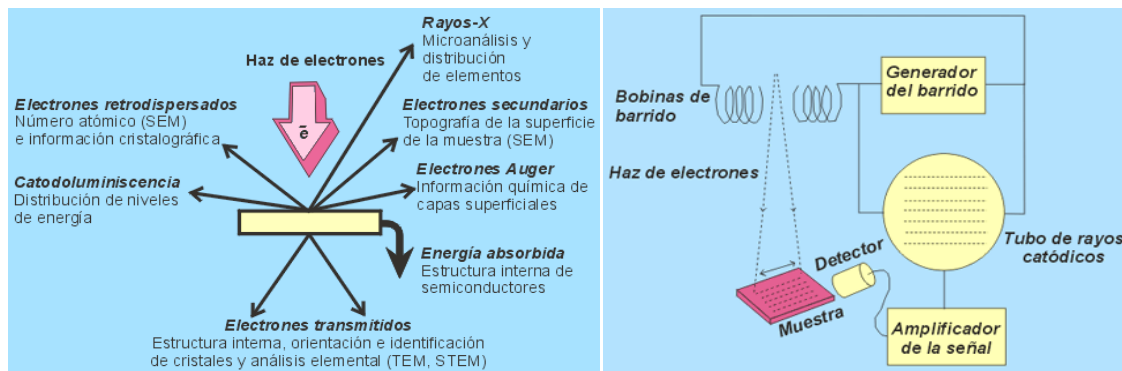 Rayos-X
Microanálisis y
distribución
de elementos
Haz de electrones
ē
Electrones retrodispersados
Número atómico (SEM)
e información cristalográfica
Electrones secundarios
Topografía de la superficie
de la muestra (SEM)
Catodoluminiscencia
Distribución de niveles
de energía
Electrones Auger
Información química de
capas superficiales
Energía absorbida
Estructura interna de
semiconductores
Electrones transmitidos
Estructura interna, orientación e identificación
de cristales y análisis elemental (TEM, STEM)
Bobinas de
barrido
Generador
del barrido
Haz de electrones
Tubo de rayos
catódicos
Detector
Muestra
Amplificador
de la señal